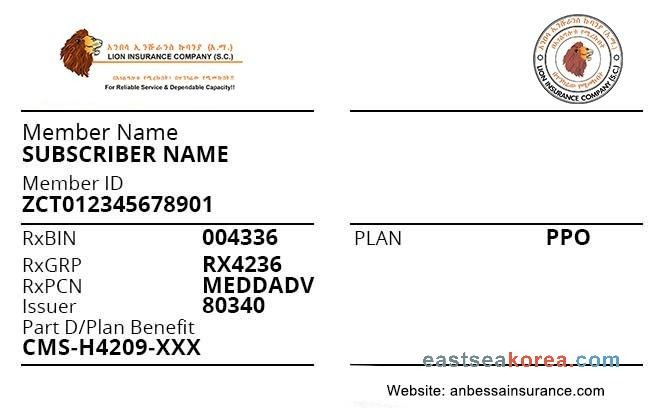 አንበሳ ኢንሹራንስ ኩባንያ (አ.ማ.)
LION INSURANCE COMPANY (S.C.)
For Reliable Service & Dependable Capacity!!
LION INSURANCE COMPANY (S.C.)
Member Name
SUBSCRIBER NAME
Member ID
ZCT012345678901
RxBIN 004336
RxGRP RX4236
RxPCN MEDDADV
Issuer 80340
Part D/Plan Benefit
CMS-H4209-XXX
PLAN PPO
eastseakorea.com
Website: anbessainsurance.com